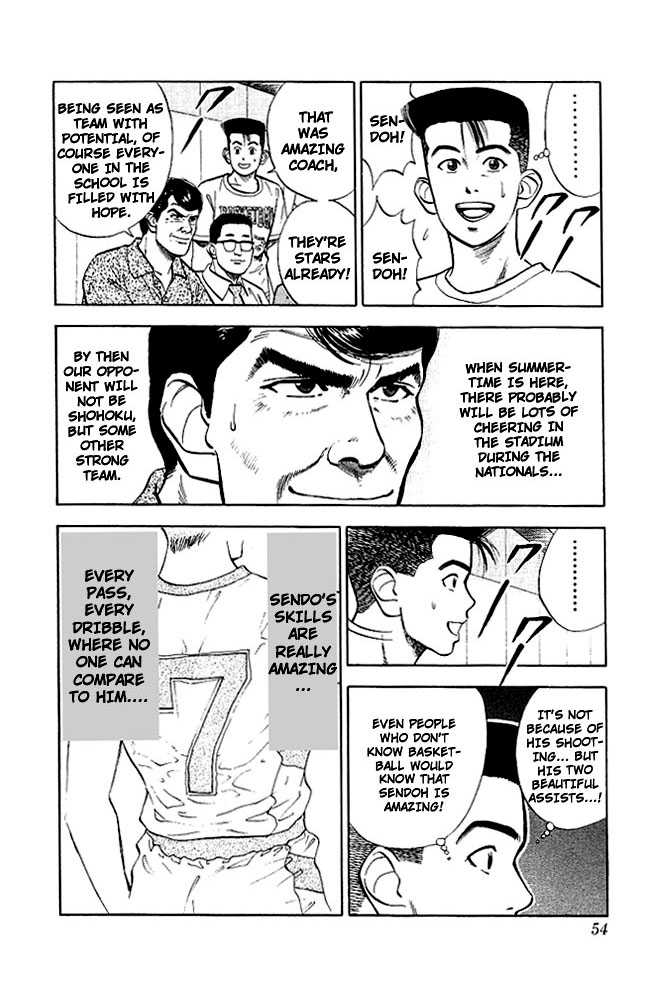 . . . . . . . . .
SEN-
DOH!
SEN-
DOH!
THAT
WAS
AMAZING
COACH,
THEY'RE
STARS
ALREADY!
BEING SEEN AS
TEAM WITH
POTENTIAL, OF
COURSE EVERY-
ONE IN THE
SCHOOL IS
FILLED WITH
HOPE.
WHEN SUMMER-
TIME IS HERE,
THERE PROBABLY
WILL BE LOTS OF
CHEERING IN
THE STADIUM
DURING THE
NATIONALS...
BY THEN
OUR OPPO-
NENT WILL
NOT BE
SHOHOKU,
BUT SOME
OTHER
STRONG
TEAM.
. . . . . . . . .
IT'S NOT
BECAUSE OF
HIS SHOOT-
ING... BUT
HIS TWO
BEAUTIFUL
ASSISTS...!
EVEN PEOPLE
WHO DON'T
KNOW BASKET-
BALL WOULD
KNOW THAT
SENDOH IS
AMAZING!
SENDO'S
SKILLS
ARE
REALLY
AMAZING
...
EVERY
PASS,
EVERY
DRIBBLE,
WHERE NO
ONE CAN
COMPARE
TO HIM....
7
54